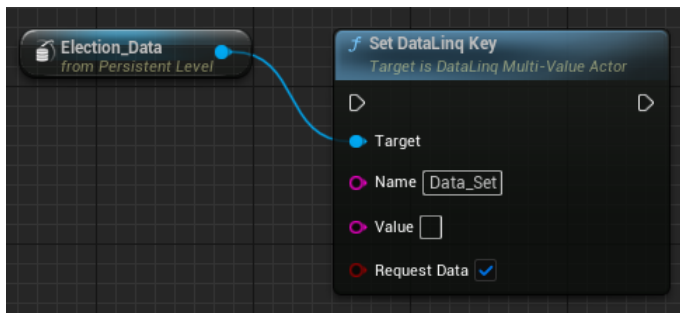 Election_Data
from Persistent Level
f Set DataLinq Key
Target is DataLinq Multi-Value Actor
Target
Name Data_Set
Value
Request Data